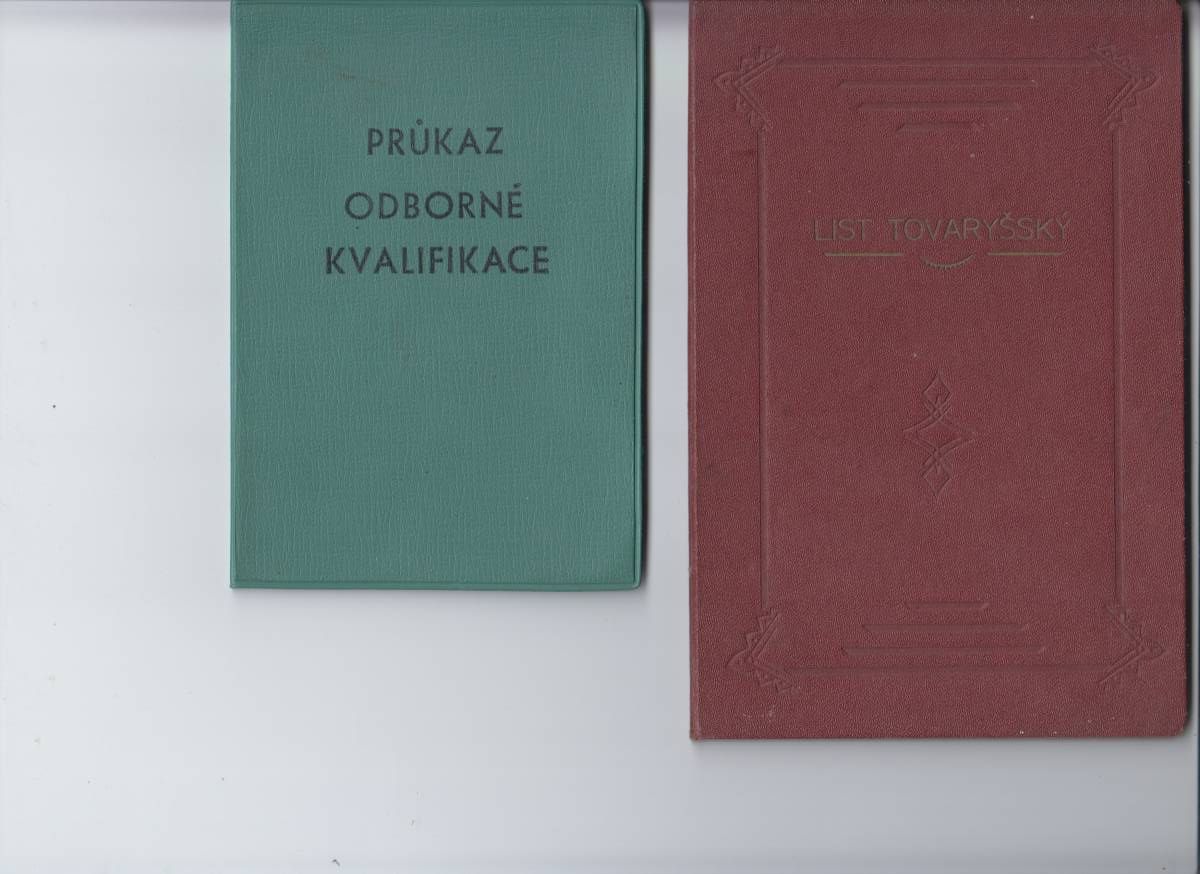 PRŮKAZ
ODBORNÉ
KVALIFIKACE
LIST TOVARYŠSKÝ